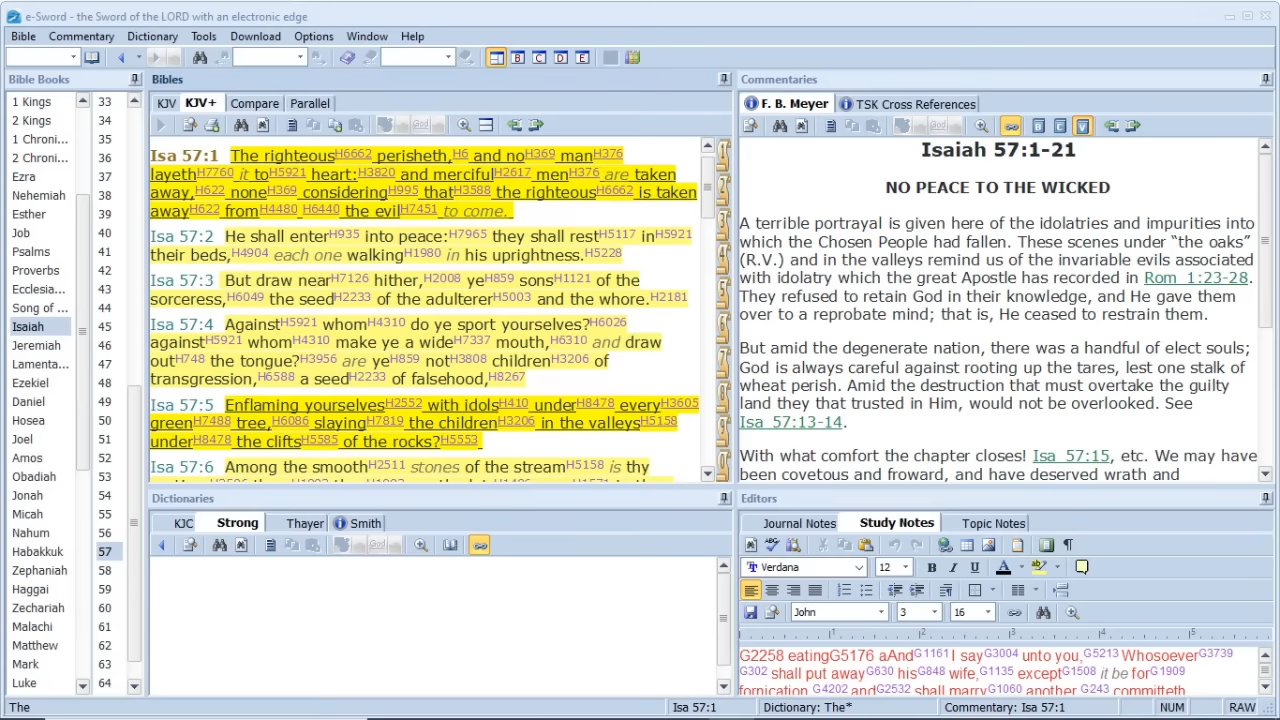 e-Sword - the Sword of the LORD with an electronic edge
Bible Commentary Dictionary Tools Download Options Window Help
B C D E
Bible Books
1 Kings
2 Kings
1 Chroni...
2 Chroni...
Ezra
Nehemiah
Esther
Job
Psalms
Proverbs
Ecclesia...
Song of ...
Isaiah
Jeremiah
Lamenta...
Ezekiel
Daniel
Hosea
Joel
Amos
Obadiah
Jonah
Micah
Nahum
Habakkuk
Zephaniah
Haggai
Zechariah
Malachi
Matthew
Mark
Luke
33
34
35
36
37
38
39
40
41
42
43
44
45
46
47
48
49
50
51
52
53
54
55
56
57
58
59
60
61
62
63
64
Bibles
KJV KJV+ Compare Parallel
God
Isa 57:1 The righteousH6662 perisheth,H6 and noH369 manH376
layethH7760 it toH5921 heart:H3820 and mercifulH2617 menH376 are taken
away,H622 noneH369 consideringH995 thatH3588 the righteousH6662 is taken
awayH622 fromH4480 H6440 the evilH7451 to come.
Isa 57:2 He shall enterH935 into peace:H7965 they shall restH5117 inH5921
their beds,H4904 each one walkingH1980 in his uprightness.H5228
Isa 57:3 But draw nearH7126 hither,H2008 yeH859 sonsH1121 of the
sorceress,H6049 the seedH2233 of the adultererH5003 and the whore.H2181
Isa 57:4 AgainstH5921 whomH4310 do ye sport yourselves?H6026
againstH5921 whomH4310 make ye a wideH7337 mouth,H6310 and draw
outH748 the tongue?H3956 are yeH859 notH3808 childrenH3206 of
transgression,H6588 a seedH2233 of falsehood,H8267
Isa 57:5 Enflaming yourselvesH2552 with idolsH410 underH8478 everyH3605
greenH7488 tree,H6086 slayingH7819 the childrenH3206 in the valleysH5158
underH8478 the cliftsH5585 of the rocks?H5553
Isa 57:6 Among the smoothH2511 stones of the streamH5158 is thy
Commentaries
F. B. Meyer TSK Cross References
God
B C V
Isaiah 57:1-21
NO PEACE TO THE WICKED
A terrible portrayal is given here of the idolatries and impurities into
which the Chosen People had fallen. These scenes under “the oaks”
(R.V.) and in the valleys remind us of the invariable evils associated
with idolatry which the great Apostle has recorded in Rom_1:23-28.
They refused to retain God in their knowledge, and He gave them
over to a reprobate mind; that is, He ceased to restrain them.
But amid the degenerate nation, there was a handful of elect souls;
God is always careful against rooting up the tares, lest one stalk of
wheat perish. Amid the destruction that must overtake the guilty
land they that trusted in Him, would not be overlooked. See
Isa_57:13-14.
With what comfort the chapter closes! Isa_57:15, etc. We may have
been covetous and froward, and have deserved wrath and
Dictionaries
KJC Strong Thayer Smith
God
Editors
Journal Notes Study Notes Topic Notes
Verdana 12 B I U A ab
John 3 16
1 2 3 4 5
G2258 eatingG5176 aAndG1161 I sayG3004 unto you,G5213 WhosoeverG3739
G302 shall put awayG630 hisG848 wife,G1135 exceptG1508 it be forG1909
fornication,G4202 andG2532 shall marryG1060 another,G243 committeth
The Isa 57:1 Dictionary: The* Commentary: Isa 57:1 NUM RAW